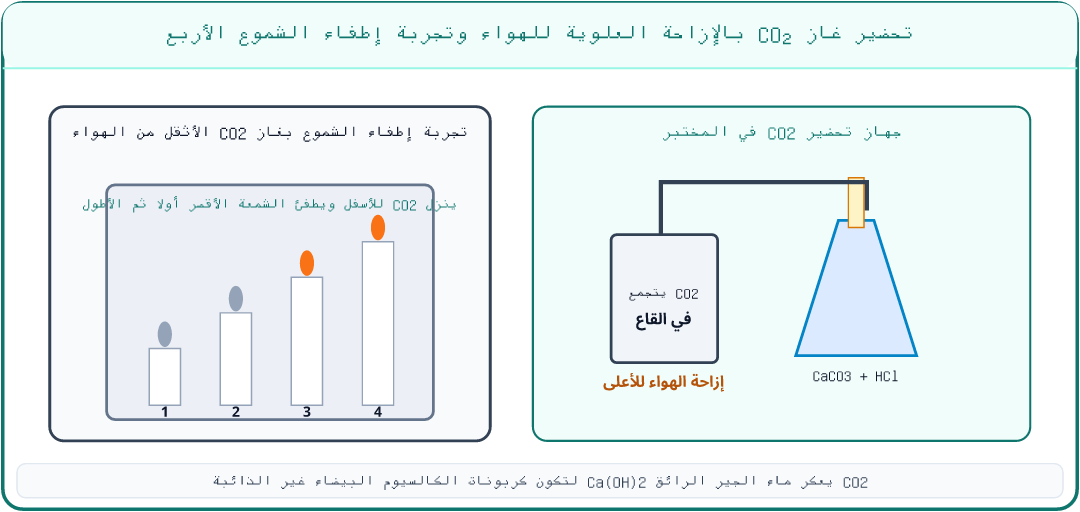 تحضير غاز CO₂ بالإزاحة العلوية للهواء وتجربة إطفاء الشموع الأربع
جهاز تحضير CO2 في المختبر
CO2 يتجمع
في القاع
إزاحة الهواء للأعلى
CaCO3 + HCl
تجربة إطفاء الشموع بغاز CO2 الأثقل من الهواء
ينزل CO2 للأسفل ويطفئ الشمعة الأقسر أولا ثم الأطول
1 2 3 4
CO2 يعكر ماء الجير الرائق Ca(OH)2 لتكون كربونات الكالسيوم البيضاء غير الذائبة